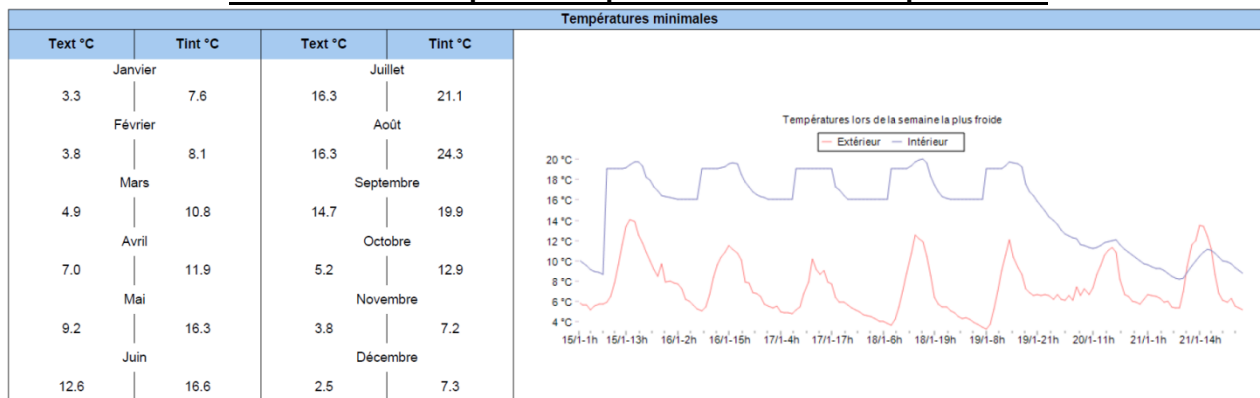 Températures minimales
Text °C Tint °C Text °C Tint °C
Janvier Juillet
3.3 7.6 16.3 21.1
Février Août
3.8 8.1 16.3 24.3
Mars Septembre
4.9 10.8 14.7 19.9
Avril Octobre
7.0 11.9 5.2 12.9
Mai Novembre
9.2 16.3 3.8 7.2
Juin Décembre
12.6 16.6 2.5 7.3
Températures lors de la semaine la plus froide
Extérieur Intérieur
20 °C
18 °C
16 °C
14 °C
12 °C
10 °C
8 °C
6 °C
4 °C
15/1-1h 15/1-13h 16/1-2h 16/1-15h 17/1-4h 17/1-17h 18/1-6h 18/1-19h 19/1-8h 19/1-21h 20/1-11h 21/1-1h 21/1-14h